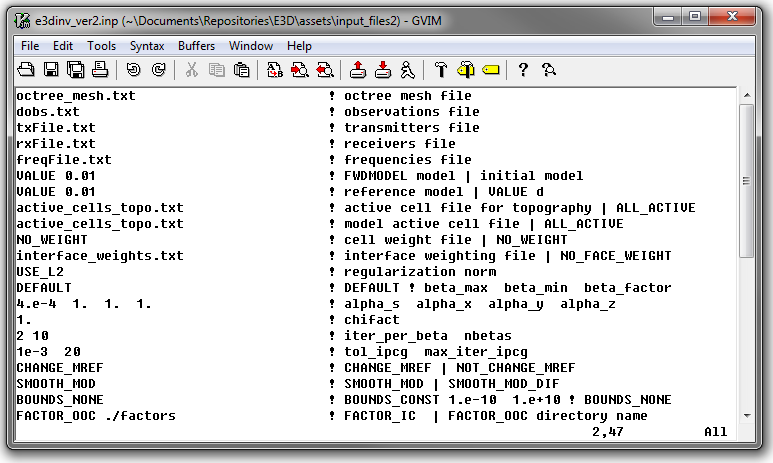 e3dinv_ver2.inp (~\Documents\Repositories\E3D\assets\input_files2) - GVIM
File Edit Tools Syntax Buffers Window Help
octree_mesh.txt ! octree mesh file
dobs.txt ! observations file
txFile.txt ! transmitters file
rxFile.txt ! receivers file
freqFile.txt ! frequencies file
VALUE 0.01 ! FWDMODEL model | initial model
VALUE 0.01 ! reference model | VALUE d
active_cells_topo.txt ! active cell file for topography | ALL_ACTIVE
active_cells_topo.txt ! model active cell file | ALL_ACTIVE
NO_WEIGHT ! cell weight file | NO_WEIGHT
interface_weights.txt ! interface weighting file | NO_FACE_WEIGHT
USE_L2 ! regularization norm
DEFAULT ! DEFAULT ! beta_max beta_min beta_factor
4.e-4 1. 1. 1. ! alpha_s alpha_x alpha_y alpha_z
1. ! chifact
2 10 ! iter_per_beta nbetas
1e-3 20 ! tol_ipcg max_iter_ipcg
CHANGE_MREF ! CHANGE_MREF | NOT_CHANGE_MREF
SMOOTH_MOD ! SMOOTH_MOD | SMOOTH_MOD_DIF
BOUNDS_NONE ! BOUNDS_CONST 1.e-10 1.e+10 ! BOUNDS_NONE
FACTOR_OOC ./factors ! FACTOR_IC | FACTOR_OOC directory name
2,47 All